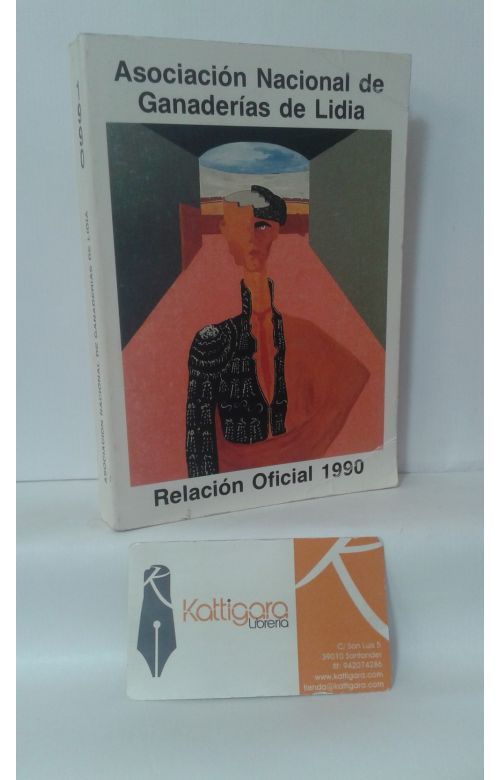 Asociación Nacional de
Ganaderías de Lidia
Relación Oficial 1990
1990
ASOCIACION NACIONAL DE GANADERIAS DE LIDIA
Kattigara
Librería
C/ San Luis 5
39010 Santander
tlf: 942074286
www.kattigara.com
tienda@kattigara.com